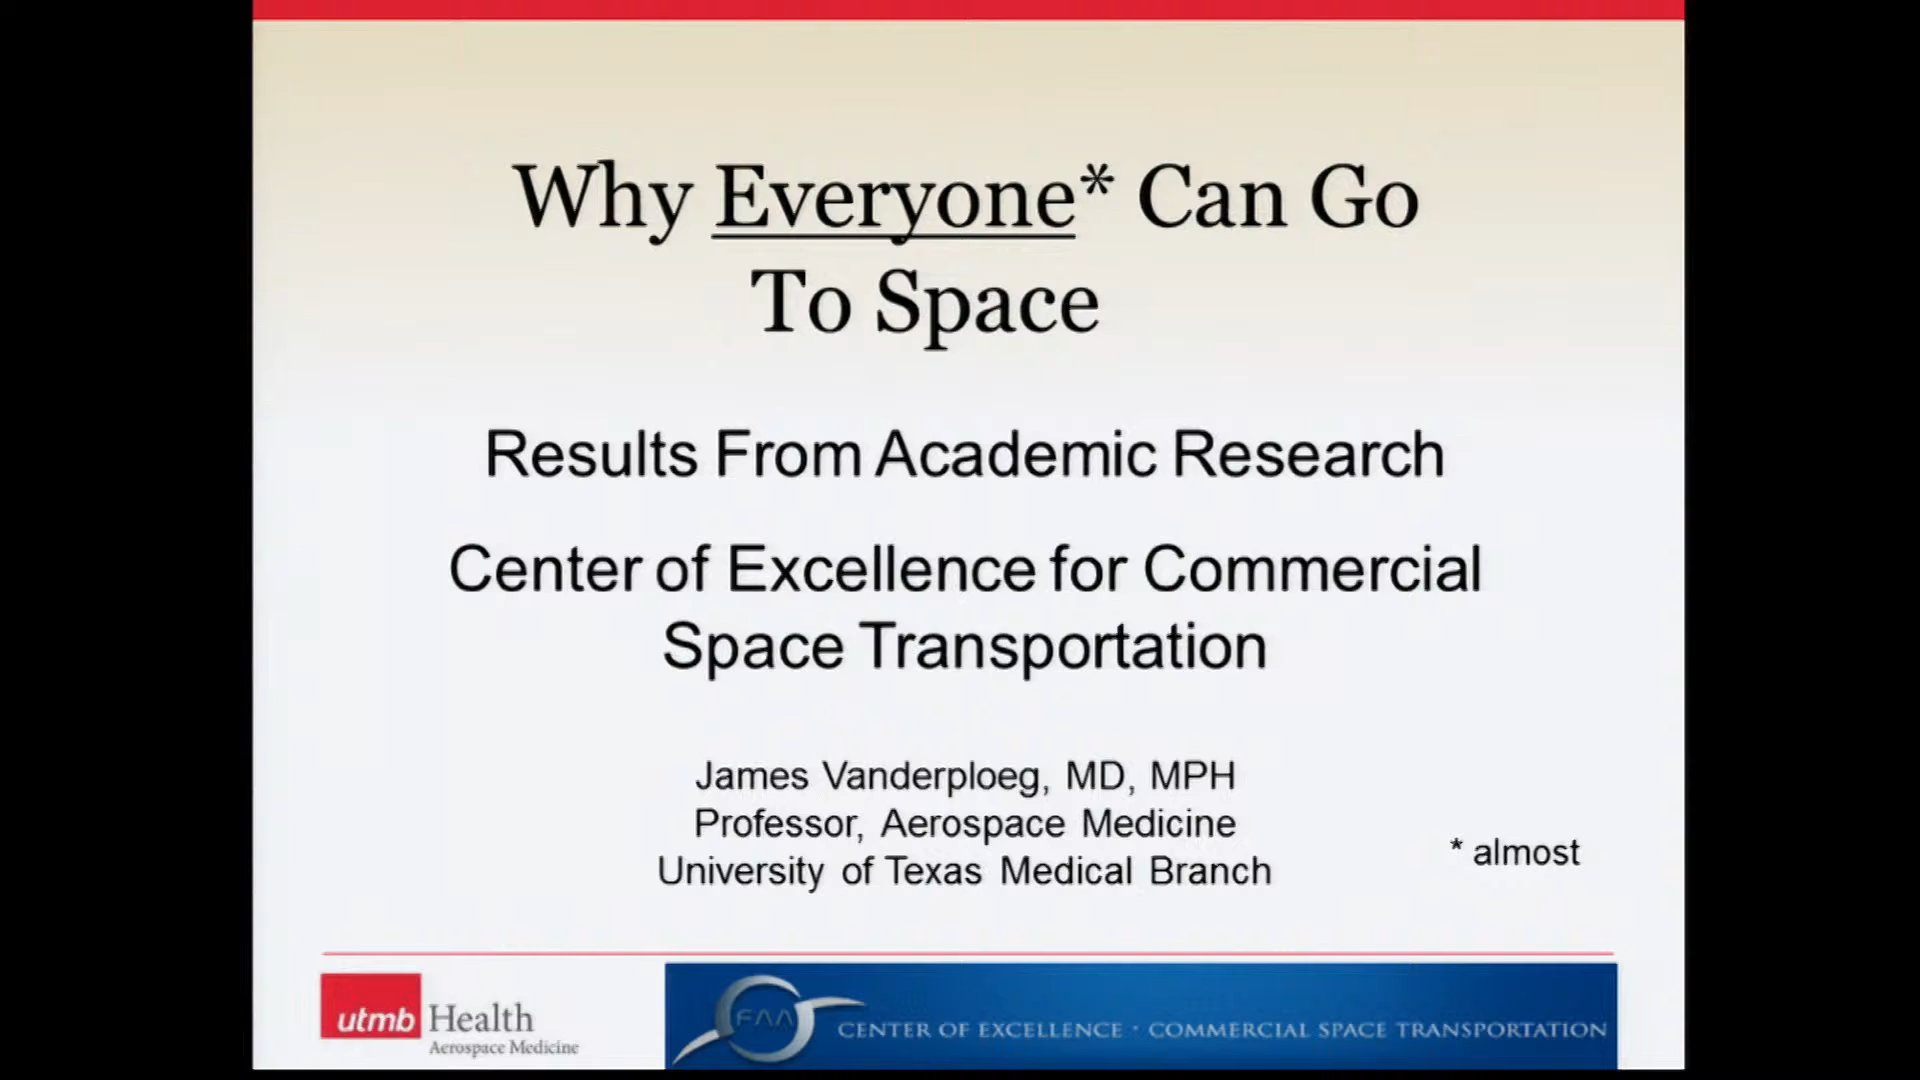 Why Everyone* Can Go
To Space
Results From Academic Research
Center of Excellence for Commercial
Space Transportation
James Vanderploeg, MD, MPH
Professor, Aerospace Medicine
University of Texas Medical Branch
* almost
utmb Health
Aerospace Medicine
FAA
CENTER OF EXCELLENCE · COMMERCIAL SPACE TRANSPORTATION